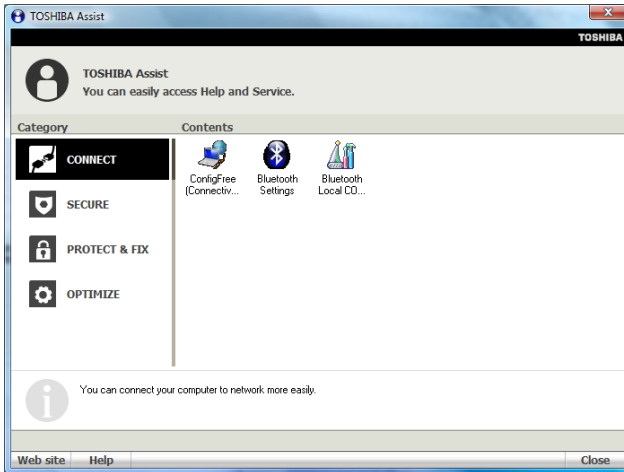 TOSHIBA Assist
TOSHIBA
TOSHIBA Assist
You can easily access Help and Service.
Category
Contents
CONNECT
SECURE
PROTECT & FIX
OPTIMIZE
ConfigFree
(Connectiv...
Bluetooth
Settings
Bluetooth
Local CO...
You can connect your computer to network more easily.
Web site
Help
Close